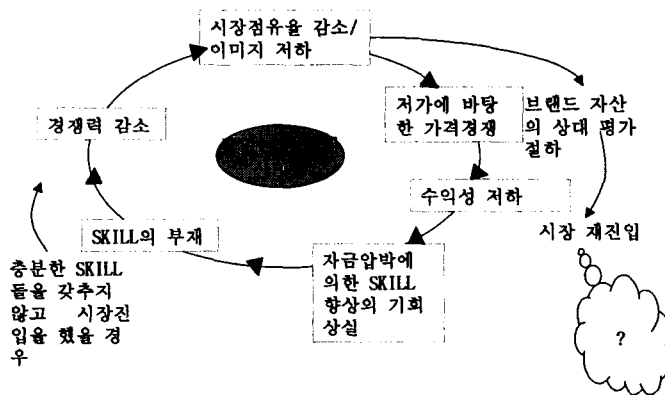 시장점유율 감소/
이미지 저하
저가에 바탕
한 가격경쟁
브랜드 자산
의 상대 평가
절하
경쟁력 감소
수익성 저하
시장 재진입
SKILL의 부재
자금압박에
의한 SKILL
향상의 기회
상실
충분한 SKILL
들을 갖추지
않고 시장진
입을 했을 경
우
?